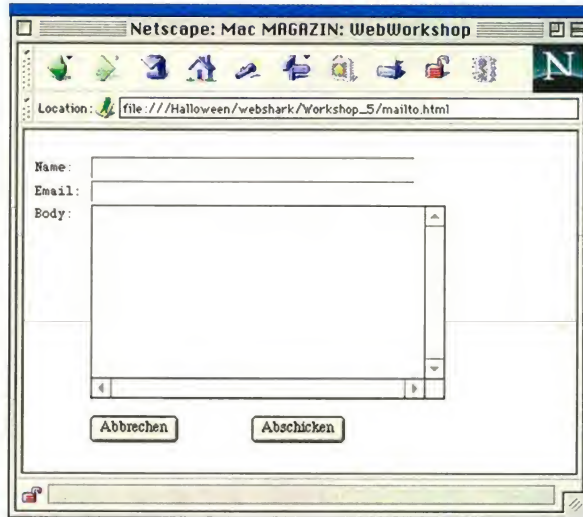 Netscape: Mac MAGAZIN: WebWorkshop
N
Location: file:///Halloween/webshark/Workshop_5/mailto.html
Name:
Email:
Body:
Abbrechen Abschicken